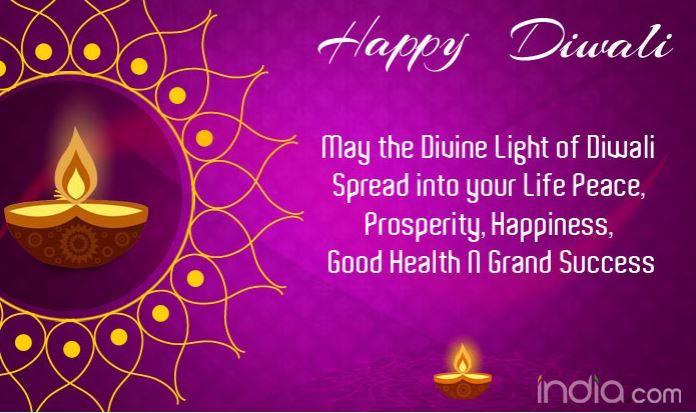 Happy Diwali
May the Divine Light of Diwali
Spread into your Life Peace,
Prosperity, Happiness,
Good Health N Grand Success
india.com